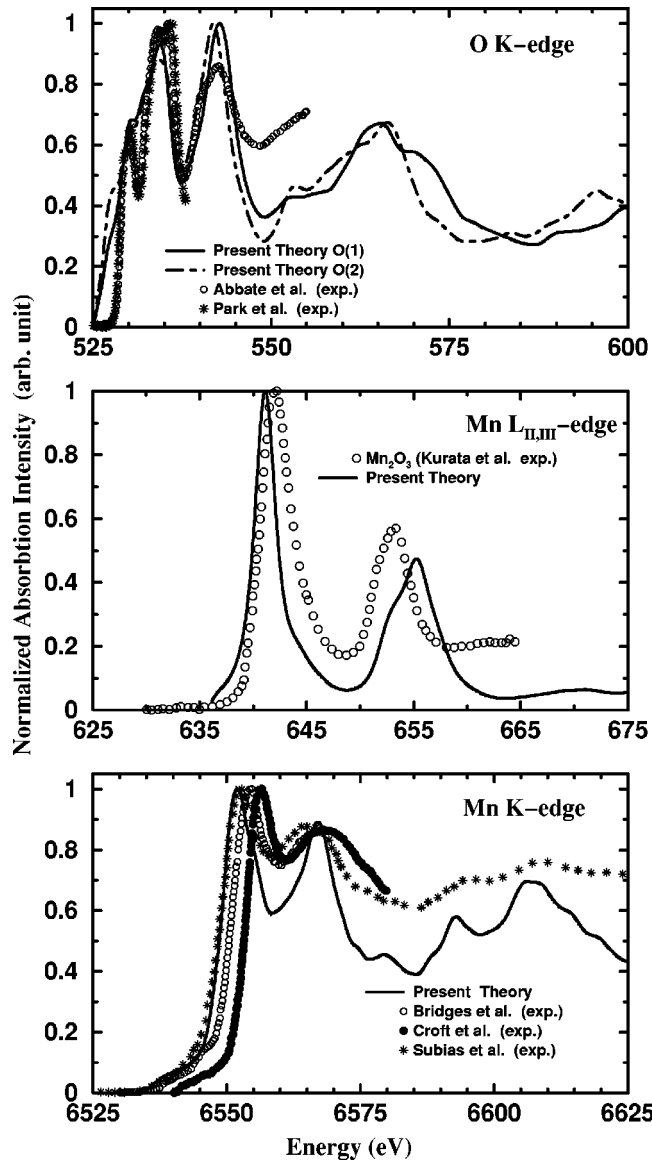 O K-edge
1
0.8
0.6
0.4
0.2
0
Present Theory O(1)
Present Theory O(2)
Abbate et al. (exp.)
Park et al. (exp.)
525
550
575
600
Normalized Absorbtion Intensity (arb. unit)
Mn L_II,III-edge
1
0.8
0.6
0.4
0.2
0
Mn2O3 (Kurata et al. exp.)
Present Theory
625
635
645
655
665
675
Mn K-edge
1
0.8
0.6
0.4
0.2
0
Present Theory
Bridges et al. (exp.)
Croft et al. (exp.)
Subias et al. (exp.)
6525
6550
6575
6600
6625
Energy (eV)